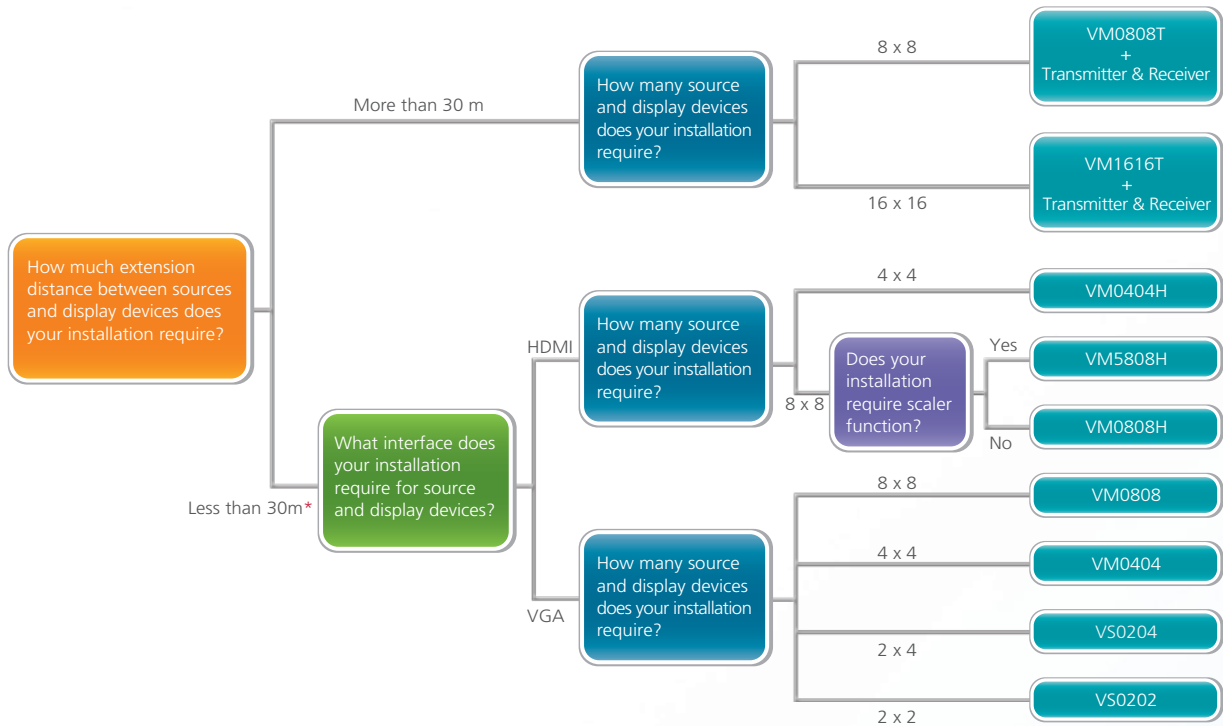 How much extension
distance between sources
and display devices does
your installation require?
More than 30 m
How many source
and display devices
does your installation
require?
8 x 8
VM0808T
+
Transmitter & Receiver
16 x 16
VM1616T
+
Transmitter & Receiver
Less than 30m*
What interface does
your installation
require for source
and display devices?
HDMI
How many source
and display devices
does your installation
require?
4 x 4
VM0404H
8 x 8
Does your
installation
require scaler
function?
Yes
VM5808H
No
VM0808H
VGA
How many source
and display devices
does your installation
require?
8 x 8
VM0808
4 x 4
VM0404
2 x 4
VS0204
2 x 2
VS0202